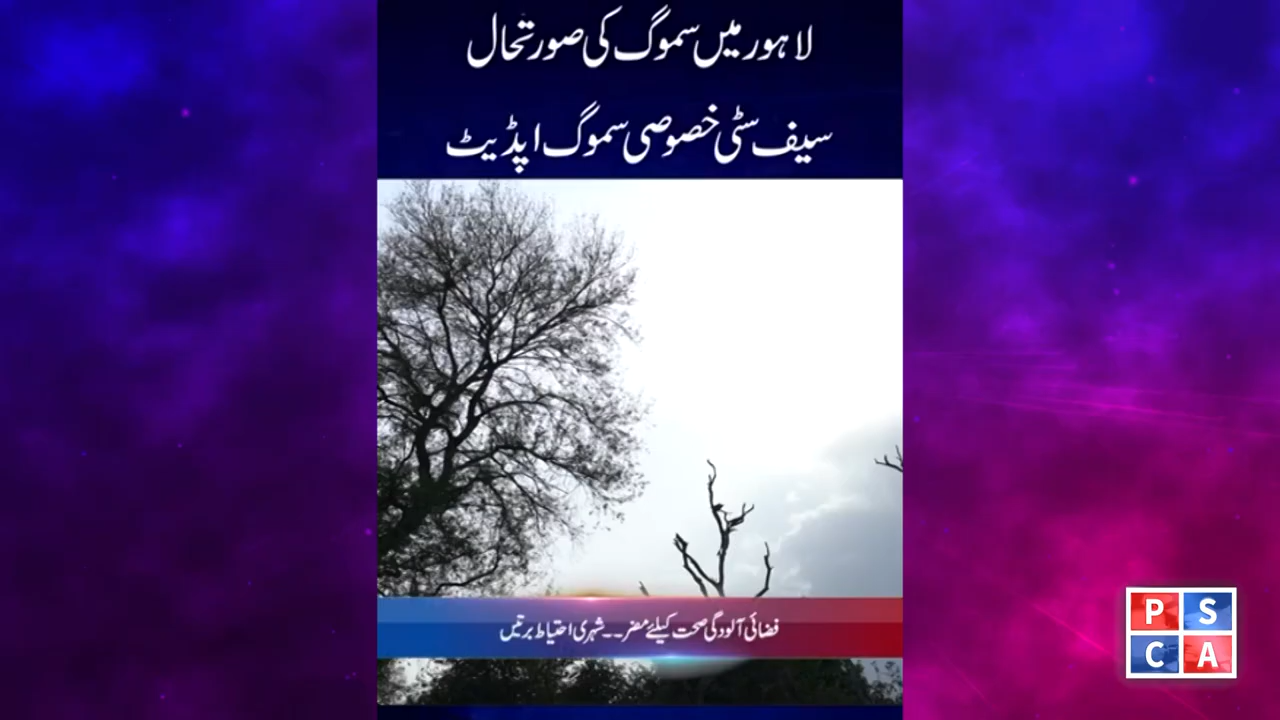 لاہور میں سموگ کی صورتحال
سیف سٹی خصوصی سموگ اپڈیٹ
فضائی آلودگی صحت کیلئے مضر۔۔شہری احتیاط برتیں
P S
C A